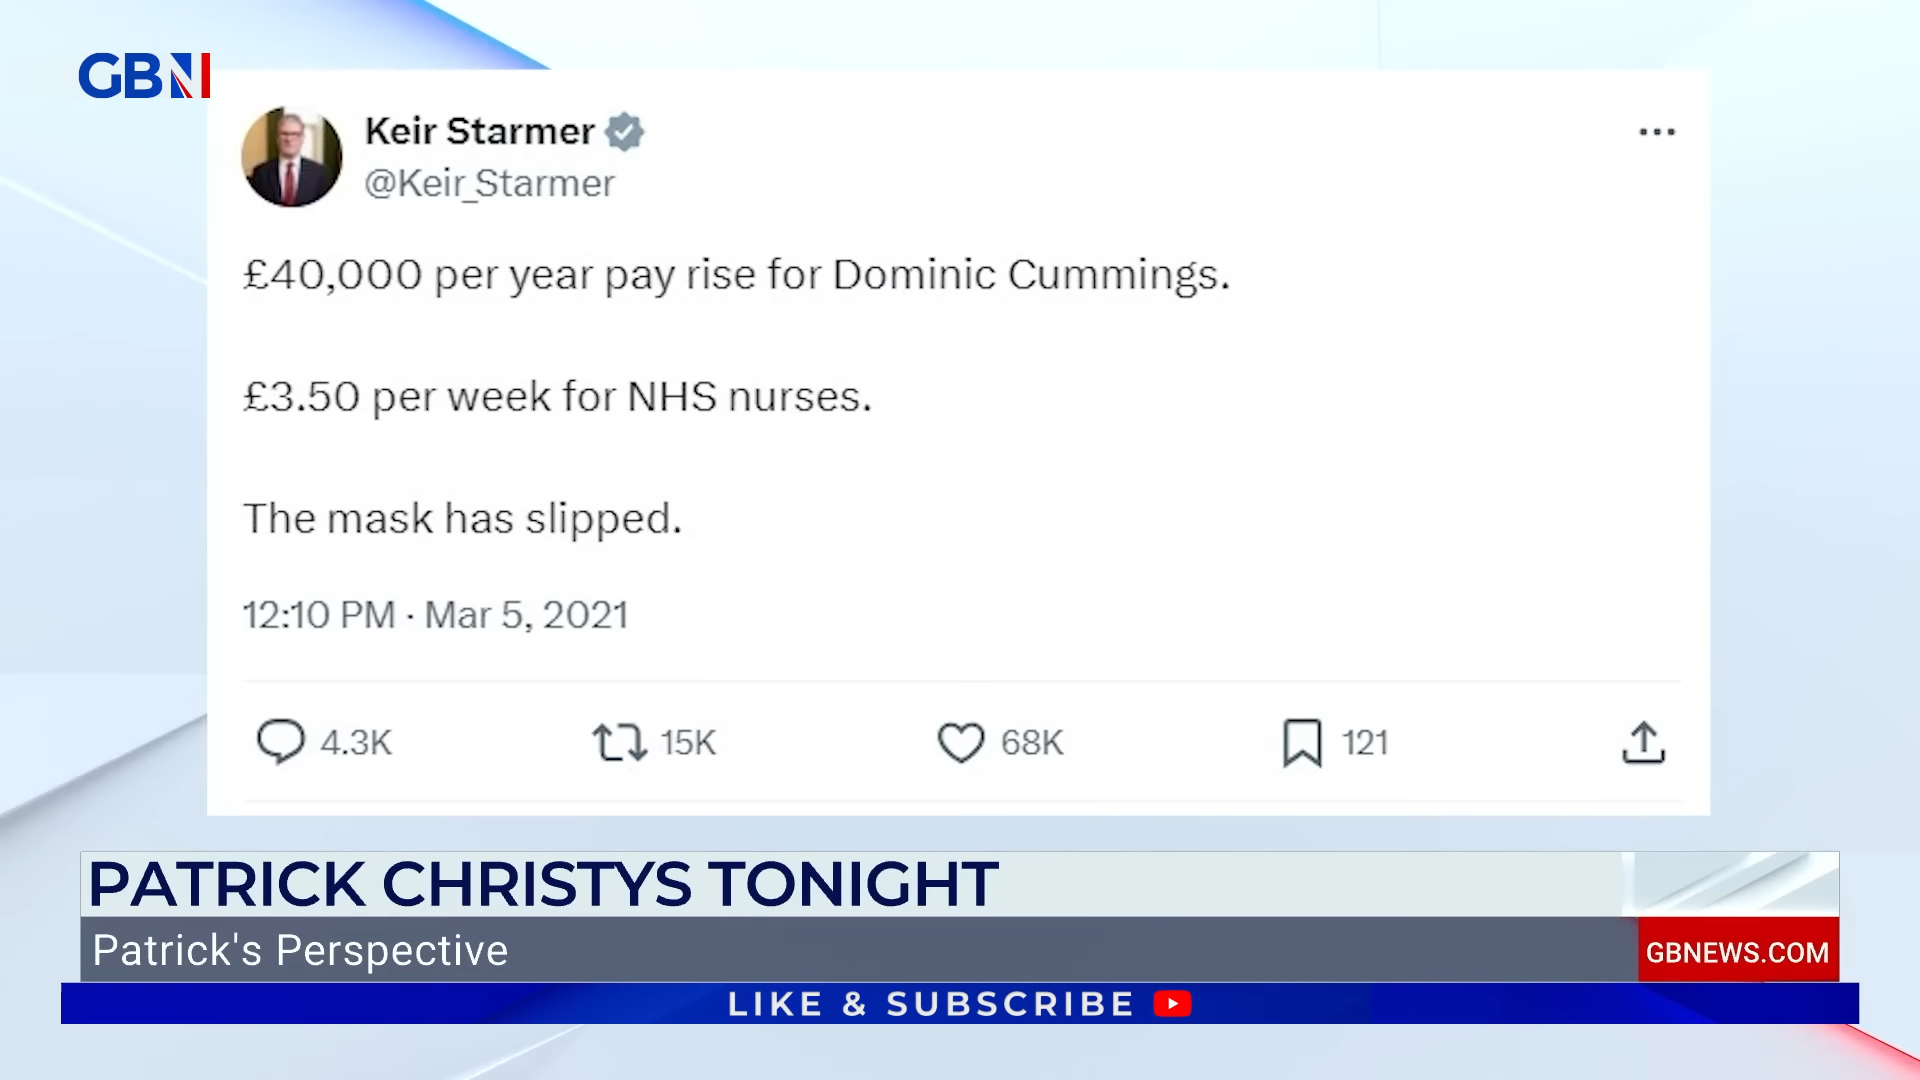 GBN
Keir Starmer
@Keir_Starmer
£40,000 per year pay rise for Dominic Cummings.
£3.50 per week for NHS nurses.
The mask has slipped.
12:10 PM · Mar 5, 2021
4.3K 15K 68K 121
PATRICK CHRISTYS TONIGHT
Patrick's Perspective
GBNEWS.COM
LIKE & SUBSCRIBE